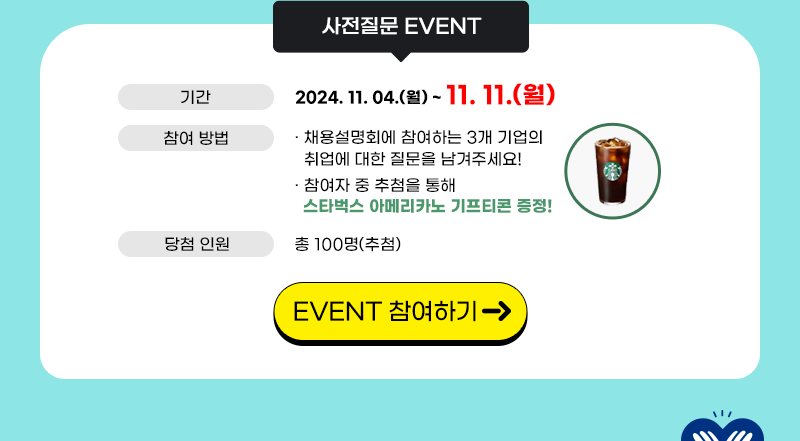 사전질문 EVENT
기간
2024. 11. 04.(월) ~ 11. 11.(월)
참여 방법
· 채용설명회에 참여하는 3개 기업의
취업에 대한 질문을 남겨주세요!
· 참여자 중 추첨을 통해
스타벅스 아메리카노 기프티콘 증정!
당첨 인원
총 100명(추첨)
EVENT 참여하기